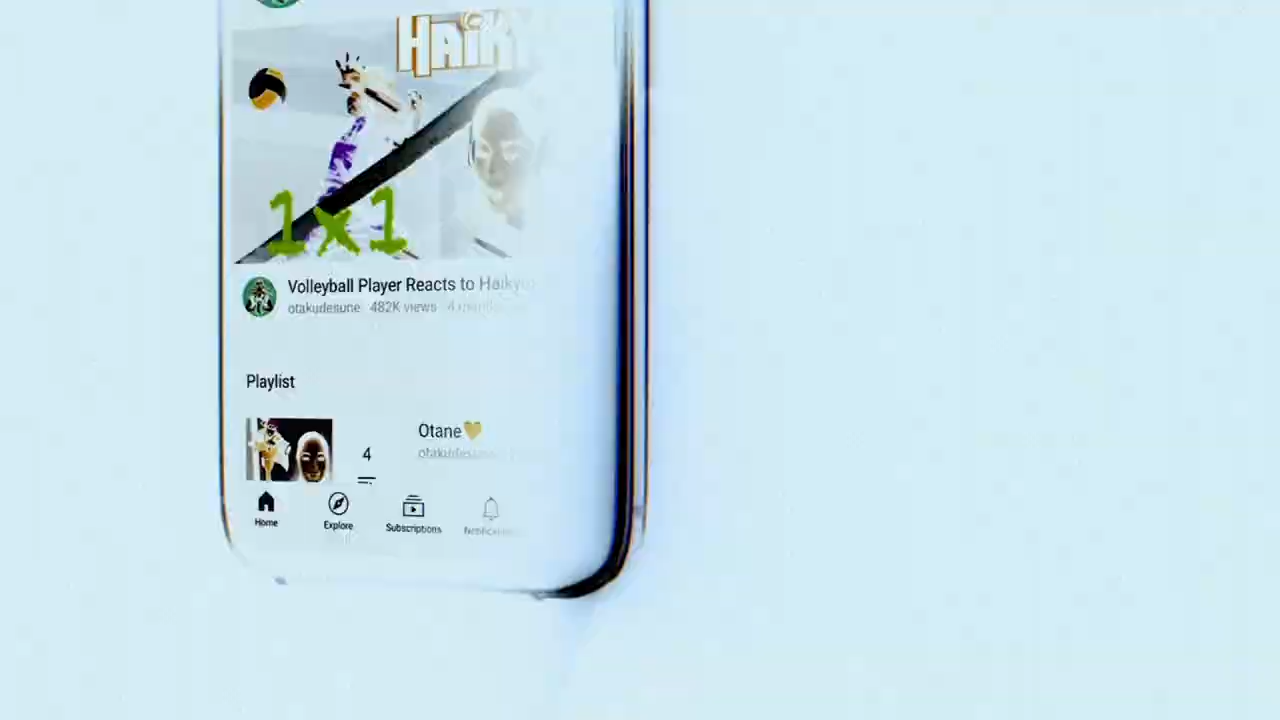 1x1
Volleyball Player Reacts to
otakudesune 482K views
Playlist
Otane💛
4
Home
Explore
Subscriptions